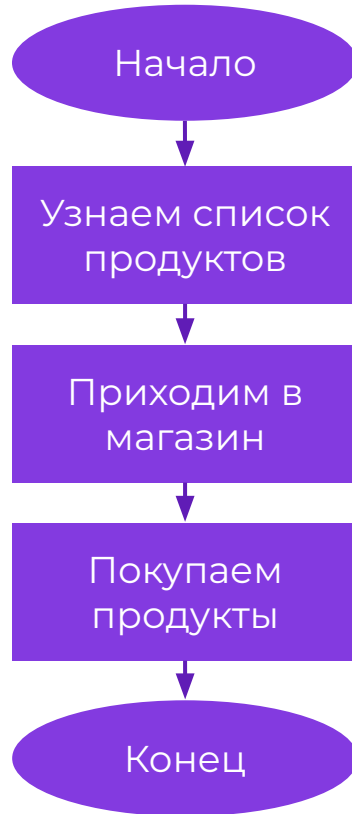 Начало
Узнаем список
продуктов
Приходим в
магазин
Покупаем
продукты
Конец